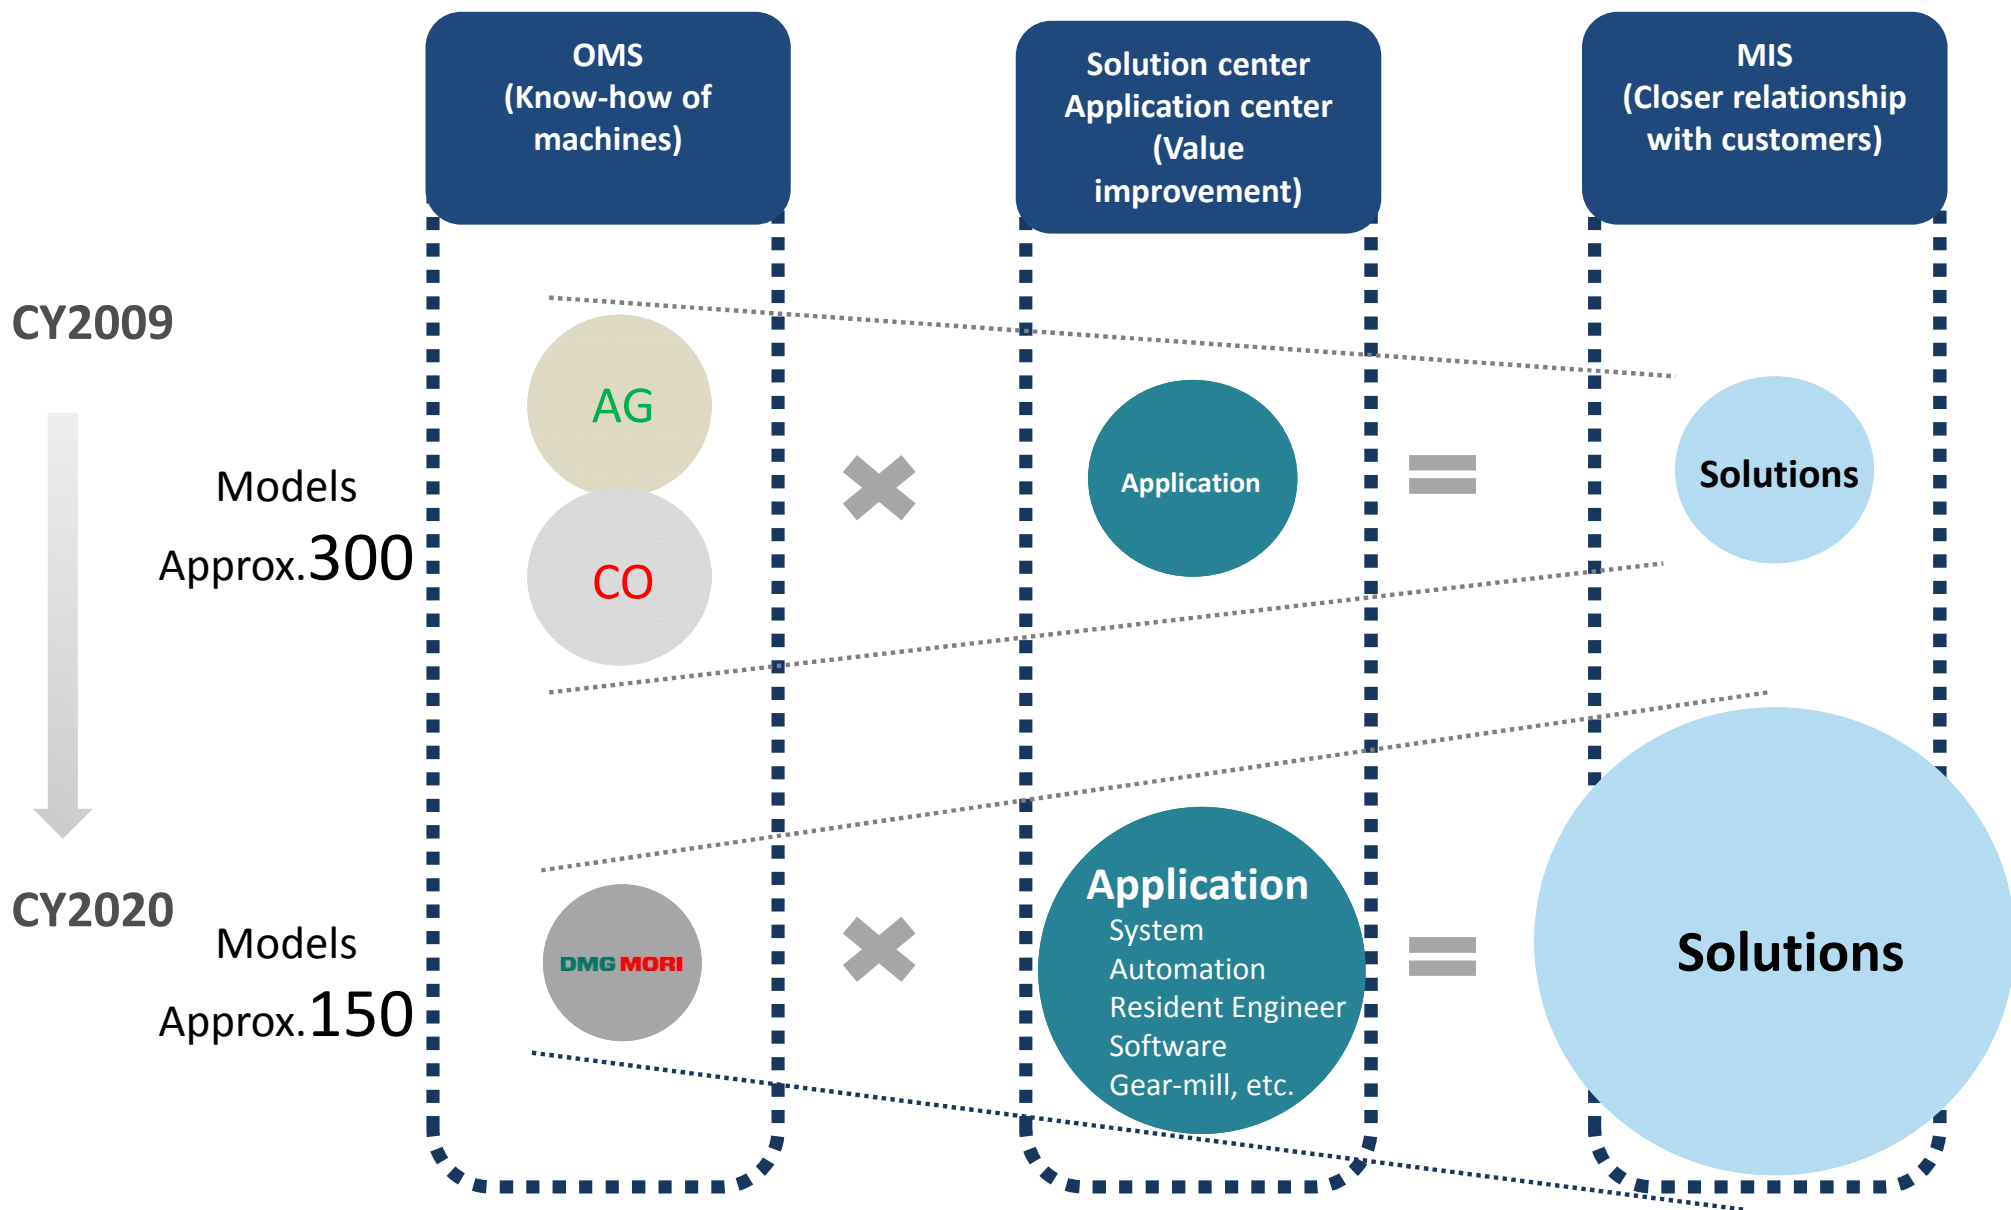 OMS
(Know-how of
machines)
Solution center
Application center
(Value
improvement)
MIS
(Closer relationship
with customers)
CY2009
Models
Approx.300
AG
CO
Application
Solutions
CY2020
Models
Approx.150
DMG MORI
Application
System
Automation
Resident Engineer
Software
Gear-mill, etc.
Solutions